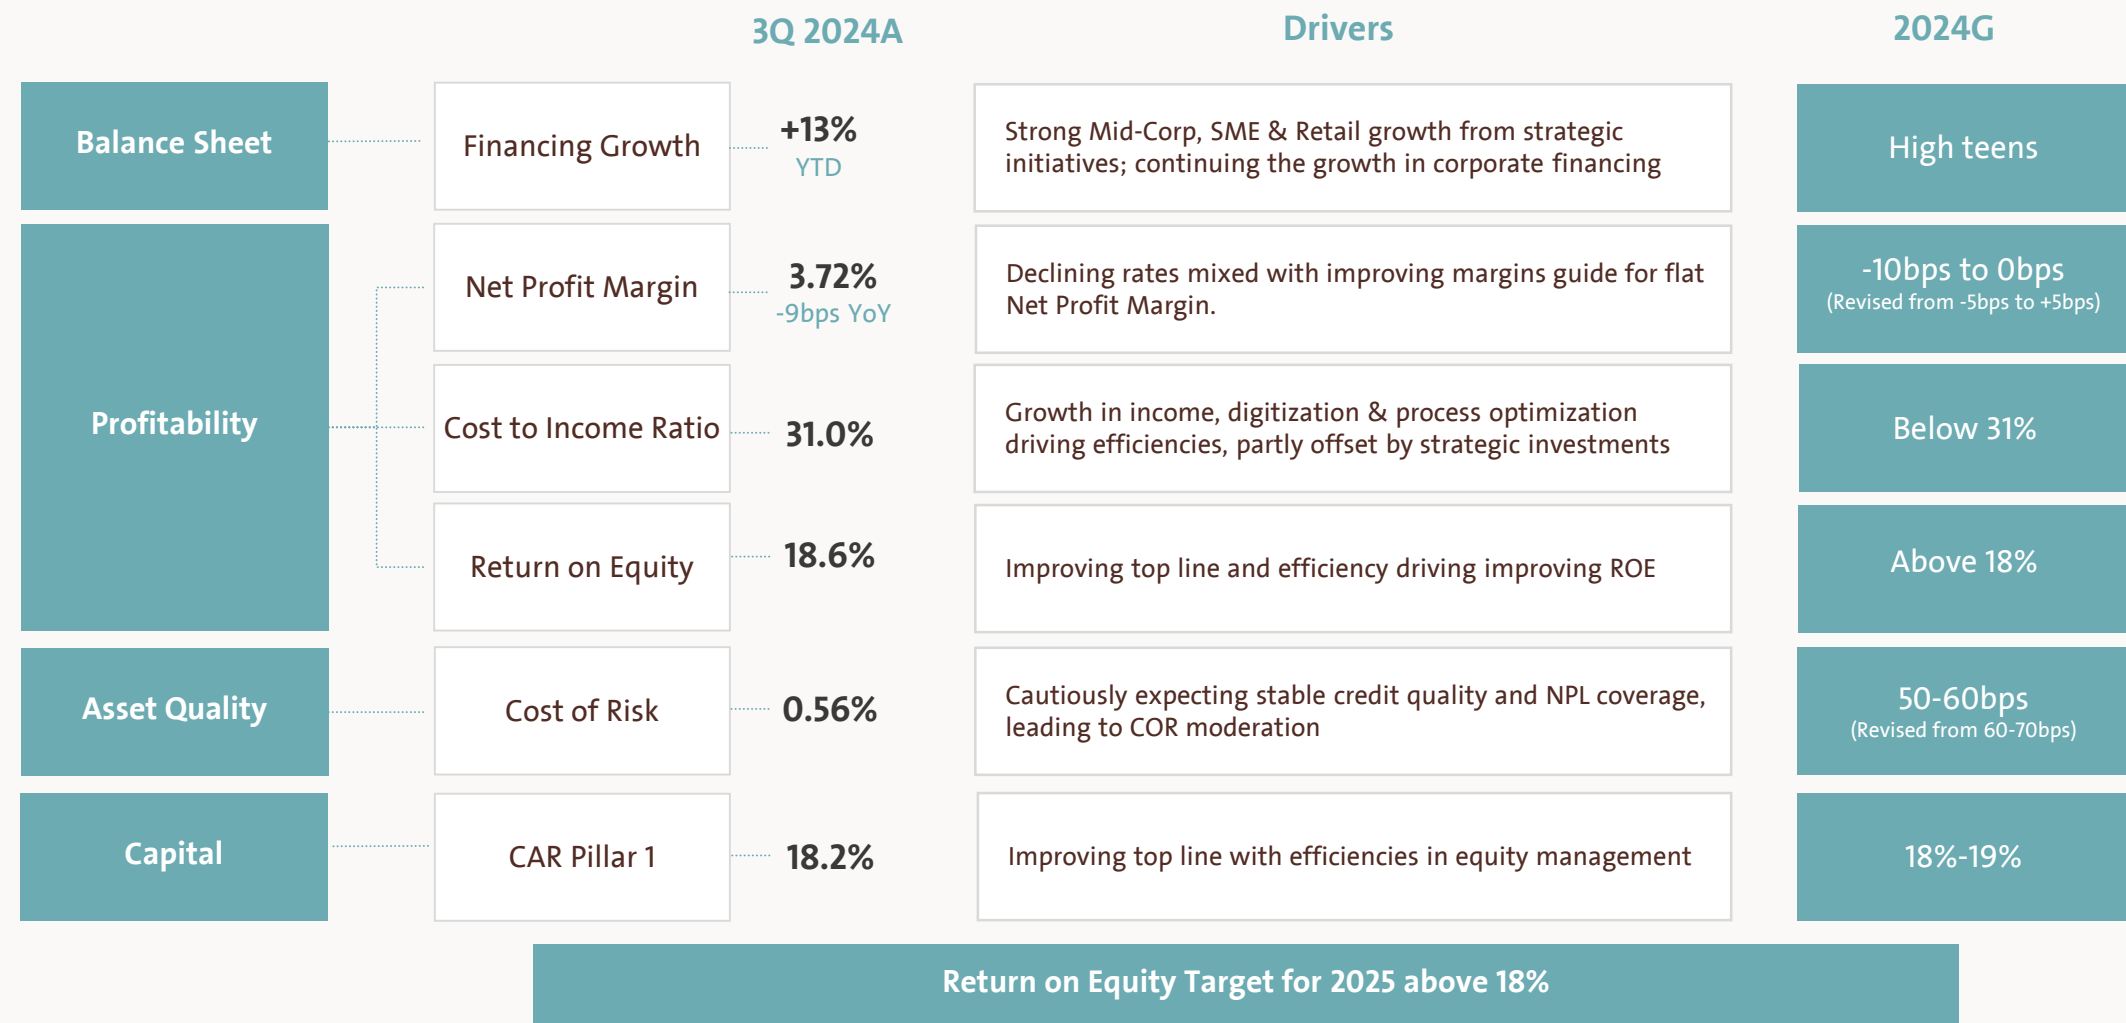 3Q 2024A
Drivers
2024G
Balance Sheet
Financing Growth
+13%
YTD
Strong Mid-Corp, SME & Retail growth from strategic
initiatives; continuing the growth in corporate financing
High teens
Profitability
Net Profit Margin
3.72%
-9bps YoY
Declining rates mixed with improving margins guide for flat
Net Profit Margin.
-10bps to 0bps
(Revised from -5bps to +5bps)
Cost to Income Ratio
31.0%
Growth in income, digitization & process optimization
driving efficiencies, partly offset by strategic investments
Below 31%
Return on Equity
18.6%
Improving top line and efficiency driving improving ROE
Above 18%
Asset Quality
Cost of Risk
0.56%
Cautiously expecting stable credit quality and NPL coverage,
leading to COR moderation
50-60bps
(Revised from 60-70bps)
Capital
CAR Pillar 1
18.2%
Improving top line with efficiencies in equity management
18%-19%
Return on Equity Target for 2025 above 18%